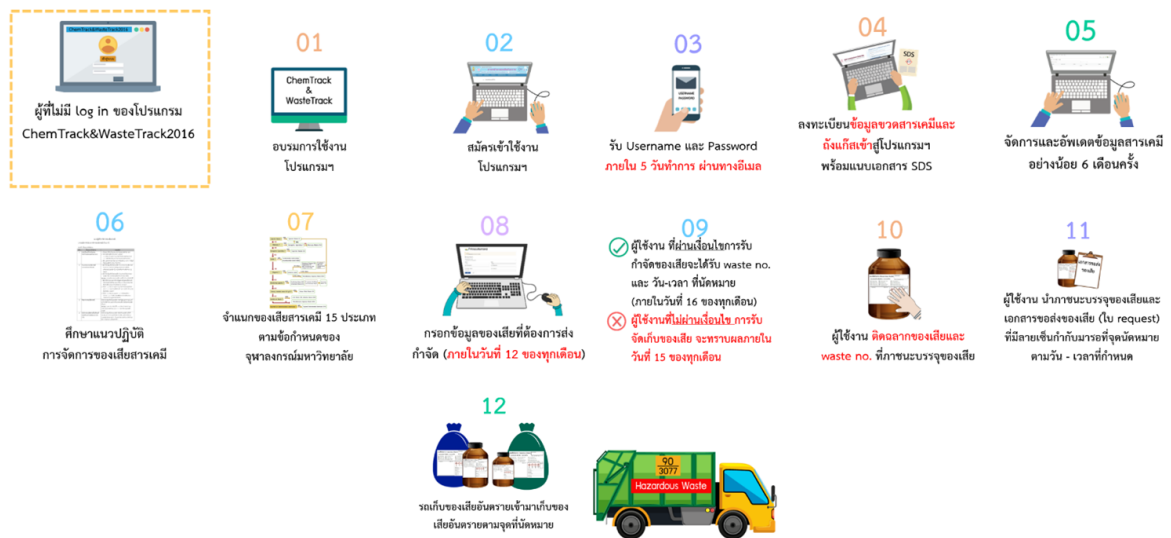 ChemTrack&WasteTrack2016
ผู้ที่ไม่มี log in ของโปรแกรม
ChemTrack&WasteTrack2016
01
ChemTrack
&
WasteTrack
อบรมการใช้งาน
โปรแกรมฯ
02
สมัครเข้าใช้งาน
โปรแกรมฯ
03
USERNAME
PASSWORD
รับ Username และ Password
ภายใน 5 วันทำการ ผ่านทางอีเมล
04
SDS
ลงทะเบียนข้อมูลขวดสารเคมีและ
ถังแก๊สเข้าสู่โปรแกรมฯ
พร้อมแนบเอกสาร SDS
05
จัดการและอัพเดตข้อมูลสารเคมี
อย่างน้อย 6 เดือนครั้ง
06
ศึกษาแนวปฏิบัติ
การจัดการของเสียสารเคมี
07
จำแนกของเสียสารเคมี 15 ประเภท
ตามข้อกำหนดของ
จุฬาลงกรณ์มหาวิทยาลัย
08
กรอกข้อมูลของเสียที่ต้องการส่ง
กำจัด (ภายในวันที่ 12 ของทุกเดือน)
09
ผู้ใช้งาน ที่ผ่านเงื่อนไขการรับ
กำจัดของเสียจะได้รับ waste no.
และ วัน-เวลา ที่นัดหมาย
(ภายในวันที่ 16 ของทุกเดือน)
ผู้ใช้งานที่ไม่ผ่านเงื่อนไข การรับ
จัดเก็บของเสีย จะทราบผลภายใน
วันที่ 15 ของทุกเดือน
10
ผู้ใช้งาน ติดฉลากของเสียและ
waste no. ที่ภาชนะบรรจุของเสีย
11
ผู้ใช้งาน นำภาชนะบรรจุของเสียและ
เอกสารขอส่งของเสีย (ใบ request)
ที่มีลายเซ็นกำกับมารอที่จุดนัดหมาย
ตามวัน - เวลาที่กำหนด
12
รถเก็บของเสียอันตรายเข้ามาเก็บของ
เสียอันตรายตามจุดที่นัดหมาย
90
3077
Hazardous Waste